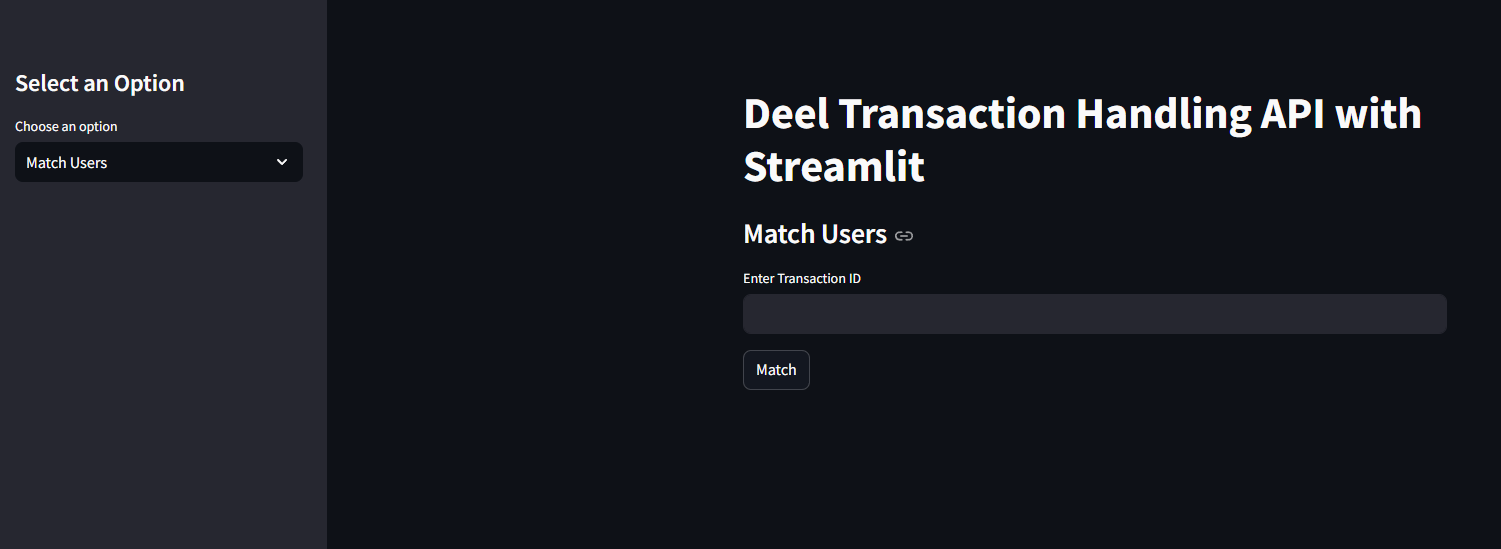 Select an Option
Choose an option
Match Users
Deel Transaction Handling API with
Streamlit
Match Users
Enter Transaction ID
Match